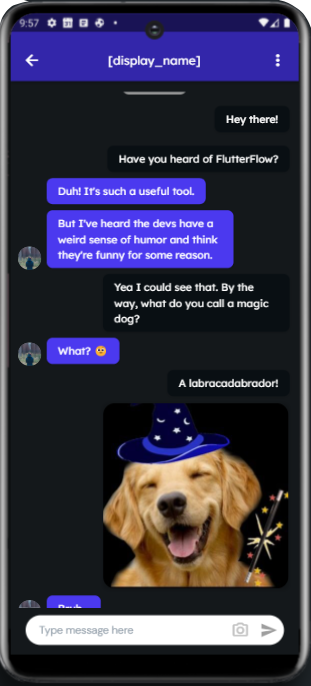 9:57
[display_name]
Hey there!
Have you heard of FlutterFlow?
Duh! It's such a useful tool.
But I've heard the devs have a
weird sense of humor and think
they're funny for some reason.
Yea I could see that. By the
way, what do you call a magic
dog?
What? 🤨
A labracadabrador!
Type message here